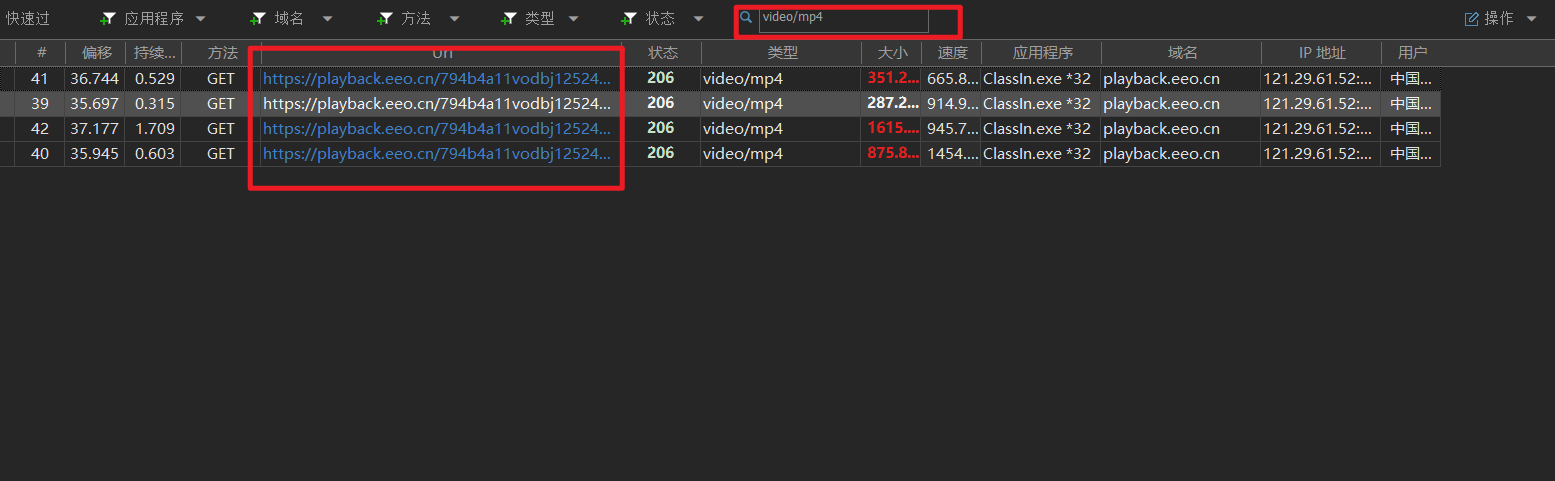 快速过 应用程序 域名 方法 类型 状态 video/mp4 操作
# 偏移 持续... 方法 Url 状态 类型 大小 速度 应用程序 域名 IP 地址 用户
41 36.744 0.529 GET https://playback.eeo.cn/794b4a11vodbj12524... 206 video/mp4 351.2... 665.8... ClassIn.exe *32 playback.eeo.cn 121.29.61.52:... 中国...
39 35.697 0.315 GET https://playback.eeo.cn/794b4a11vodbj12524... 206 video/mp4 287.2... 914.9... ClassIn.exe *32 playback.eeo.cn 121.29.61.52:... 中国...
42 37.177 1.709 GET https://playback.eeo.cn/794b4a11vodbj12524... 206 video/mp4 1615.... 945.7... ClassIn.exe *32 playback.eeo.cn 121.29.61.52:... 中国...
40 35.945 0.603 GET https://playback.eeo.cn/794b4a11vodbj12524... 206 video/mp4 875.8... 1454.... ClassIn.exe *32 playback.eeo.cn 121.29.61.52:... 中国...